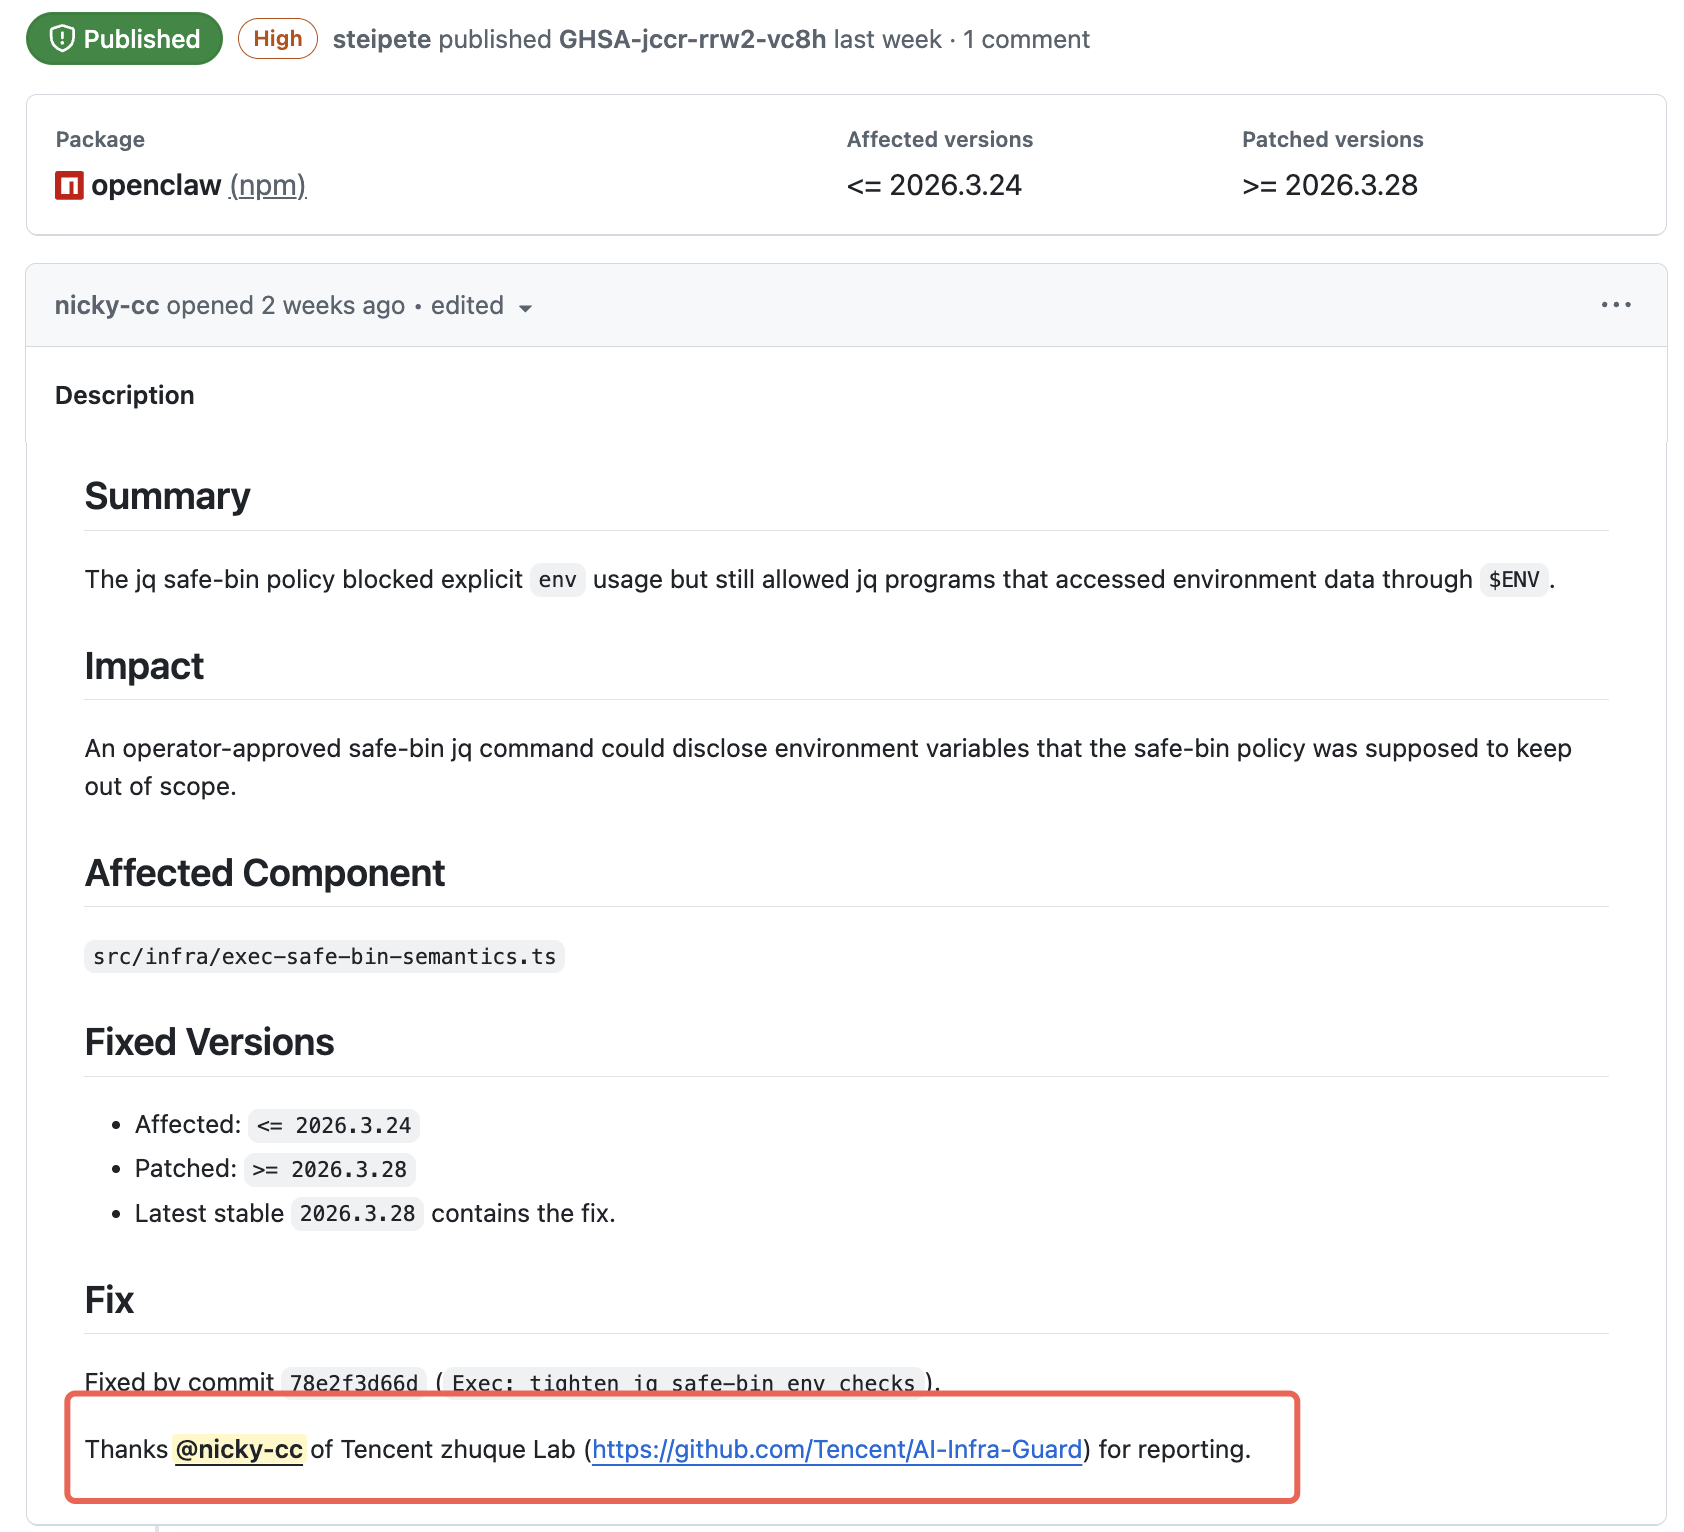 Published High steipete published GHSA-jccr-rrw2-vc8h last week · 1 comment
Package Affected versions Patched versions
openclaw (npm) <= 2026.3.24 >= 2026.3.28
nicky-cc opened 2 weeks ago • edited
Description
Summary
The jq safe-bin policy blocked explicit env usage but still allowed jq programs that accessed environment data through $ENV.
Impact
An operator-approved safe-bin jq command could disclose environment variables that the safe-bin policy was supposed to keep
out of scope.
Affected Component
src/infra/exec-safe-bin-semantics.ts
Fixed Versions
• Affected: <= 2026.3.24
• Patched: >= 2026.3.28
• Latest stable 2026.3.28 contains the fix.
Fix
Fixed by commit 78e2f3d66d (Exec: tighten jq safe-bin env checks).
Thanks @nicky-cc of Tencent zhuque Lab (https://github.com/Tencent/AI-Infra-Guard) for reporting.